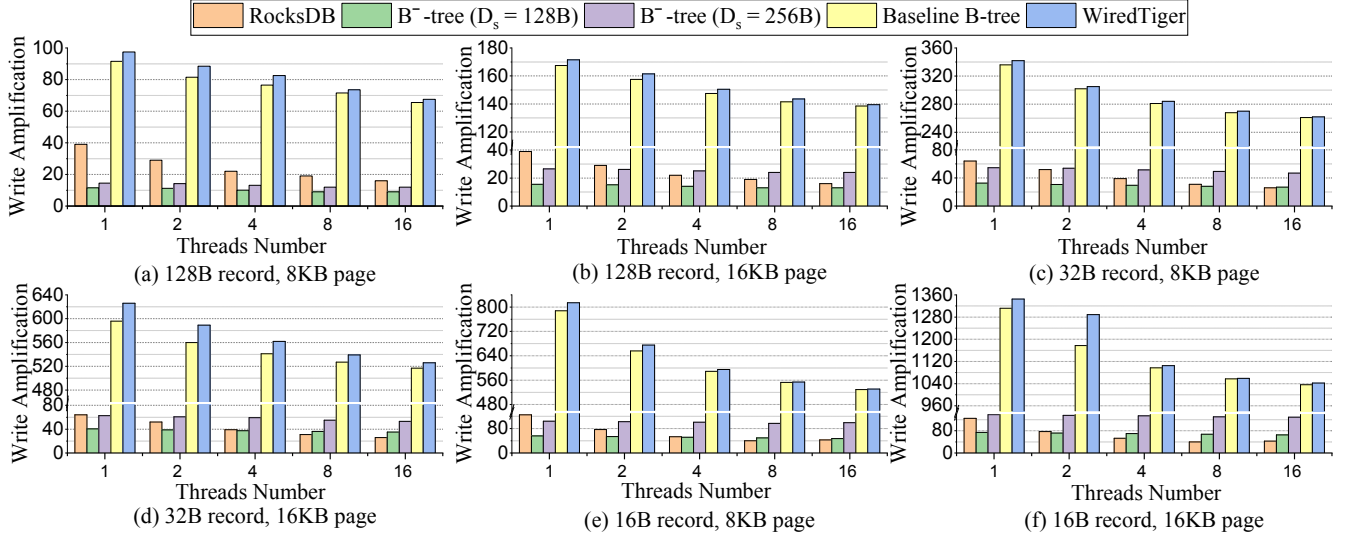 RocksDB B⁻-tree (Dₛ = 128B) B⁻-tree (Dₛ = 256B) Baseline B-tree WiredTiger
Write Amplification
100
80
60
40
20
0
1 2 4 8 16
Threads Number
(a) 128B record, 8KB page
Write Amplification
180
160
140
120
40
20
0
1 2 4 8 16
Threads Number
(b) 128B record, 16KB page
Write Amplification
360
320
280
240
80
40
0
1 2 4 8 16
Threads Number
(c) 32B record, 8KB page
Write Amplification
640
600
560
520
480
80
40
0
1 2 4 8 16
Threads Number
(d) 32B record, 16KB page
Write Amplification
800
720
640
560
480
80
0
1 2 4 8 16
Threads Number
(e) 16B record, 8KB page
Write Amplification
1360
1280
1200
1120
1040
960
80
0
1 2 4 8 16
Threads Number
(f) 16B record, 16KB page